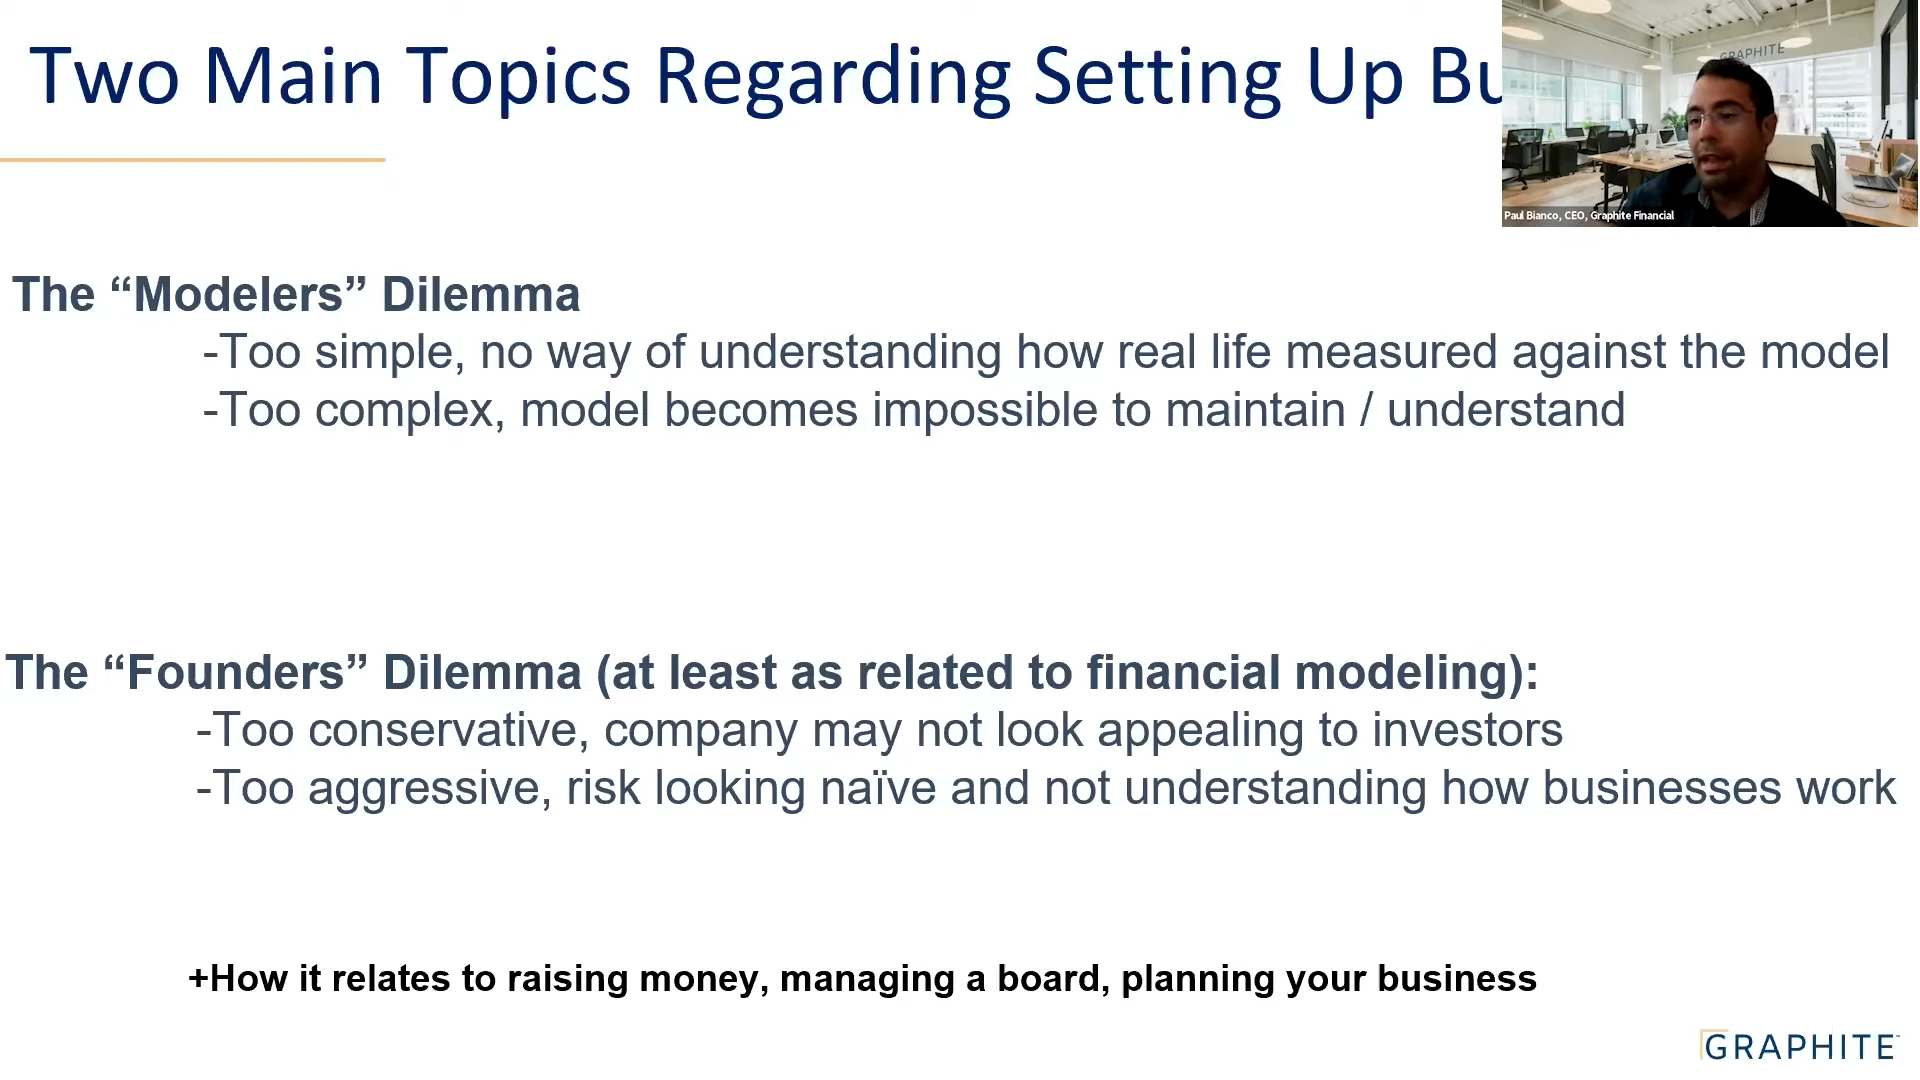 Two Main Topics Regarding Setting Up Bu
GRAPHITE
Paul Bianco, CEO, Graphite Financial
The “Modelers” Dilemma
-Too simple, no way of understanding how real life measured against the model
-Too complex, model becomes impossible to maintain / understand
The “Founders” Dilemma (at least as related to financial modeling):
-Too conservative, company may not look appealing to investors
-Too aggressive, risk looking naïve and not understanding how businesses work
+How it relates to raising money, managing a board, planning your business
GRAPHITE